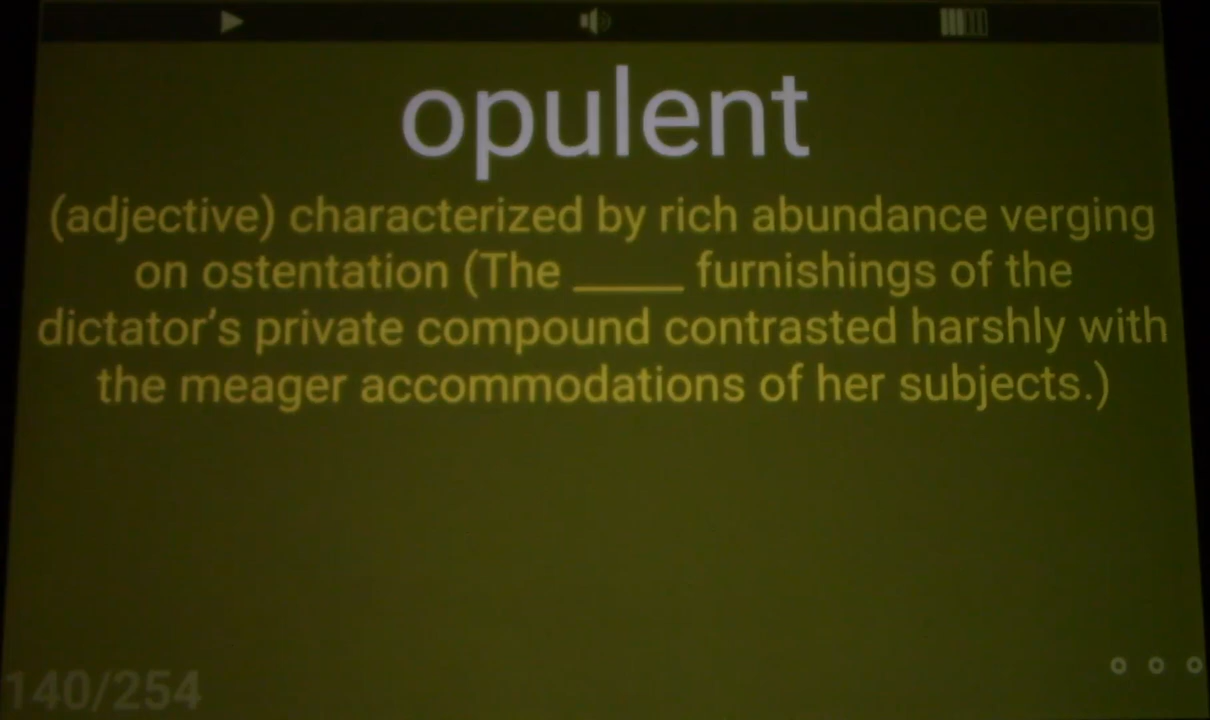 opulent
(adjective) characterized by rich abundance verging
on ostentation (The _____ furnishings of the
dictator's private compound contrasted harshly with
the meager accommodations of her subjects.)
140/254